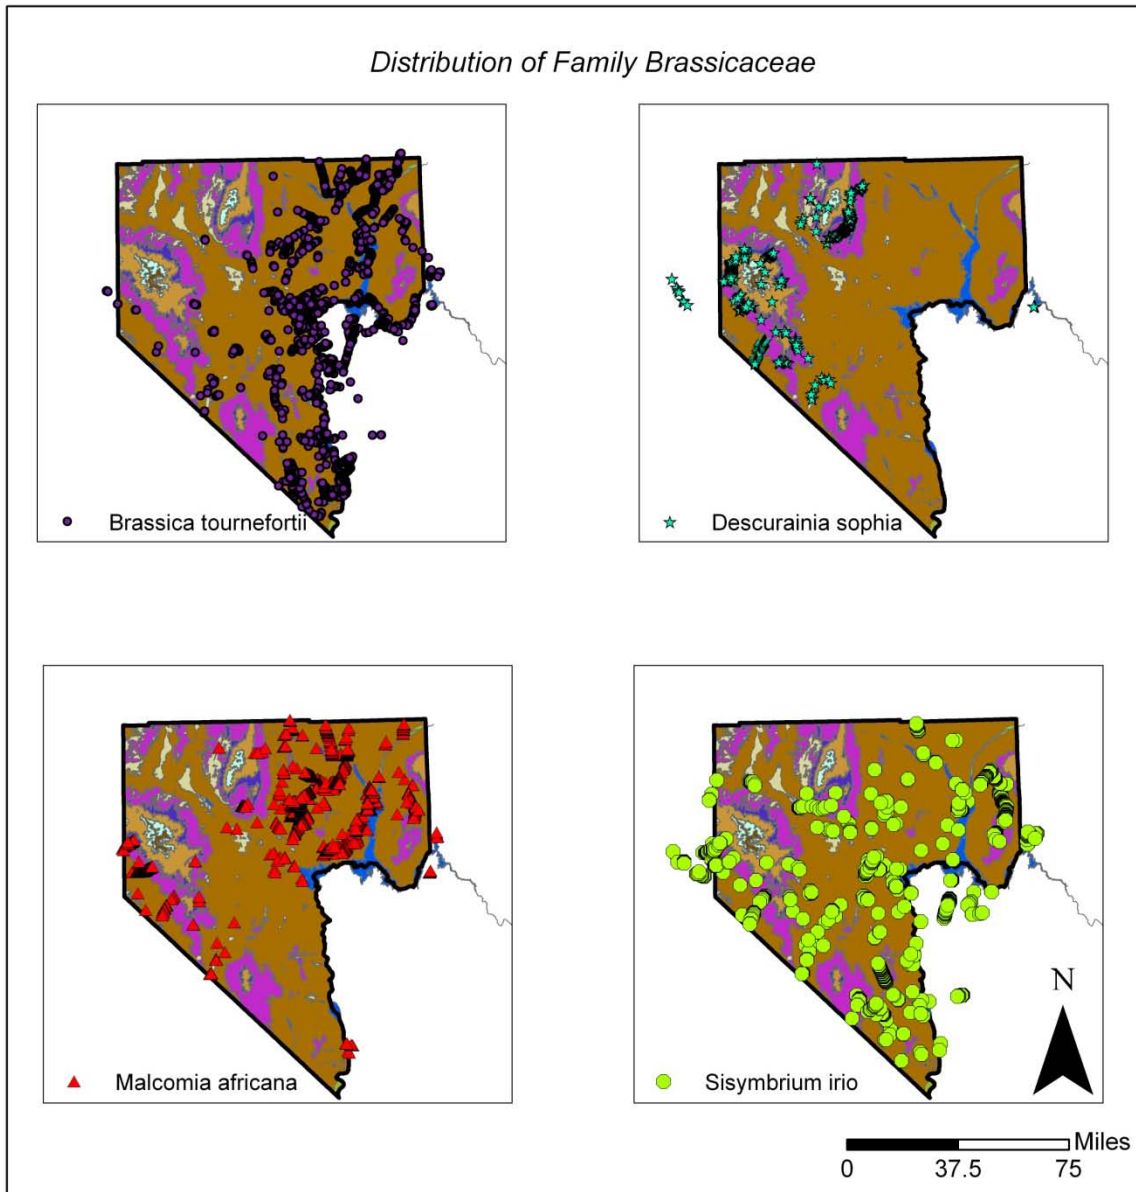 Distribution of Family Brassicaceae
Brassica tournefortii
Descurainia sophia
Malcomia africana
Sisymbrium irio
N
Miles
0 37.5 75